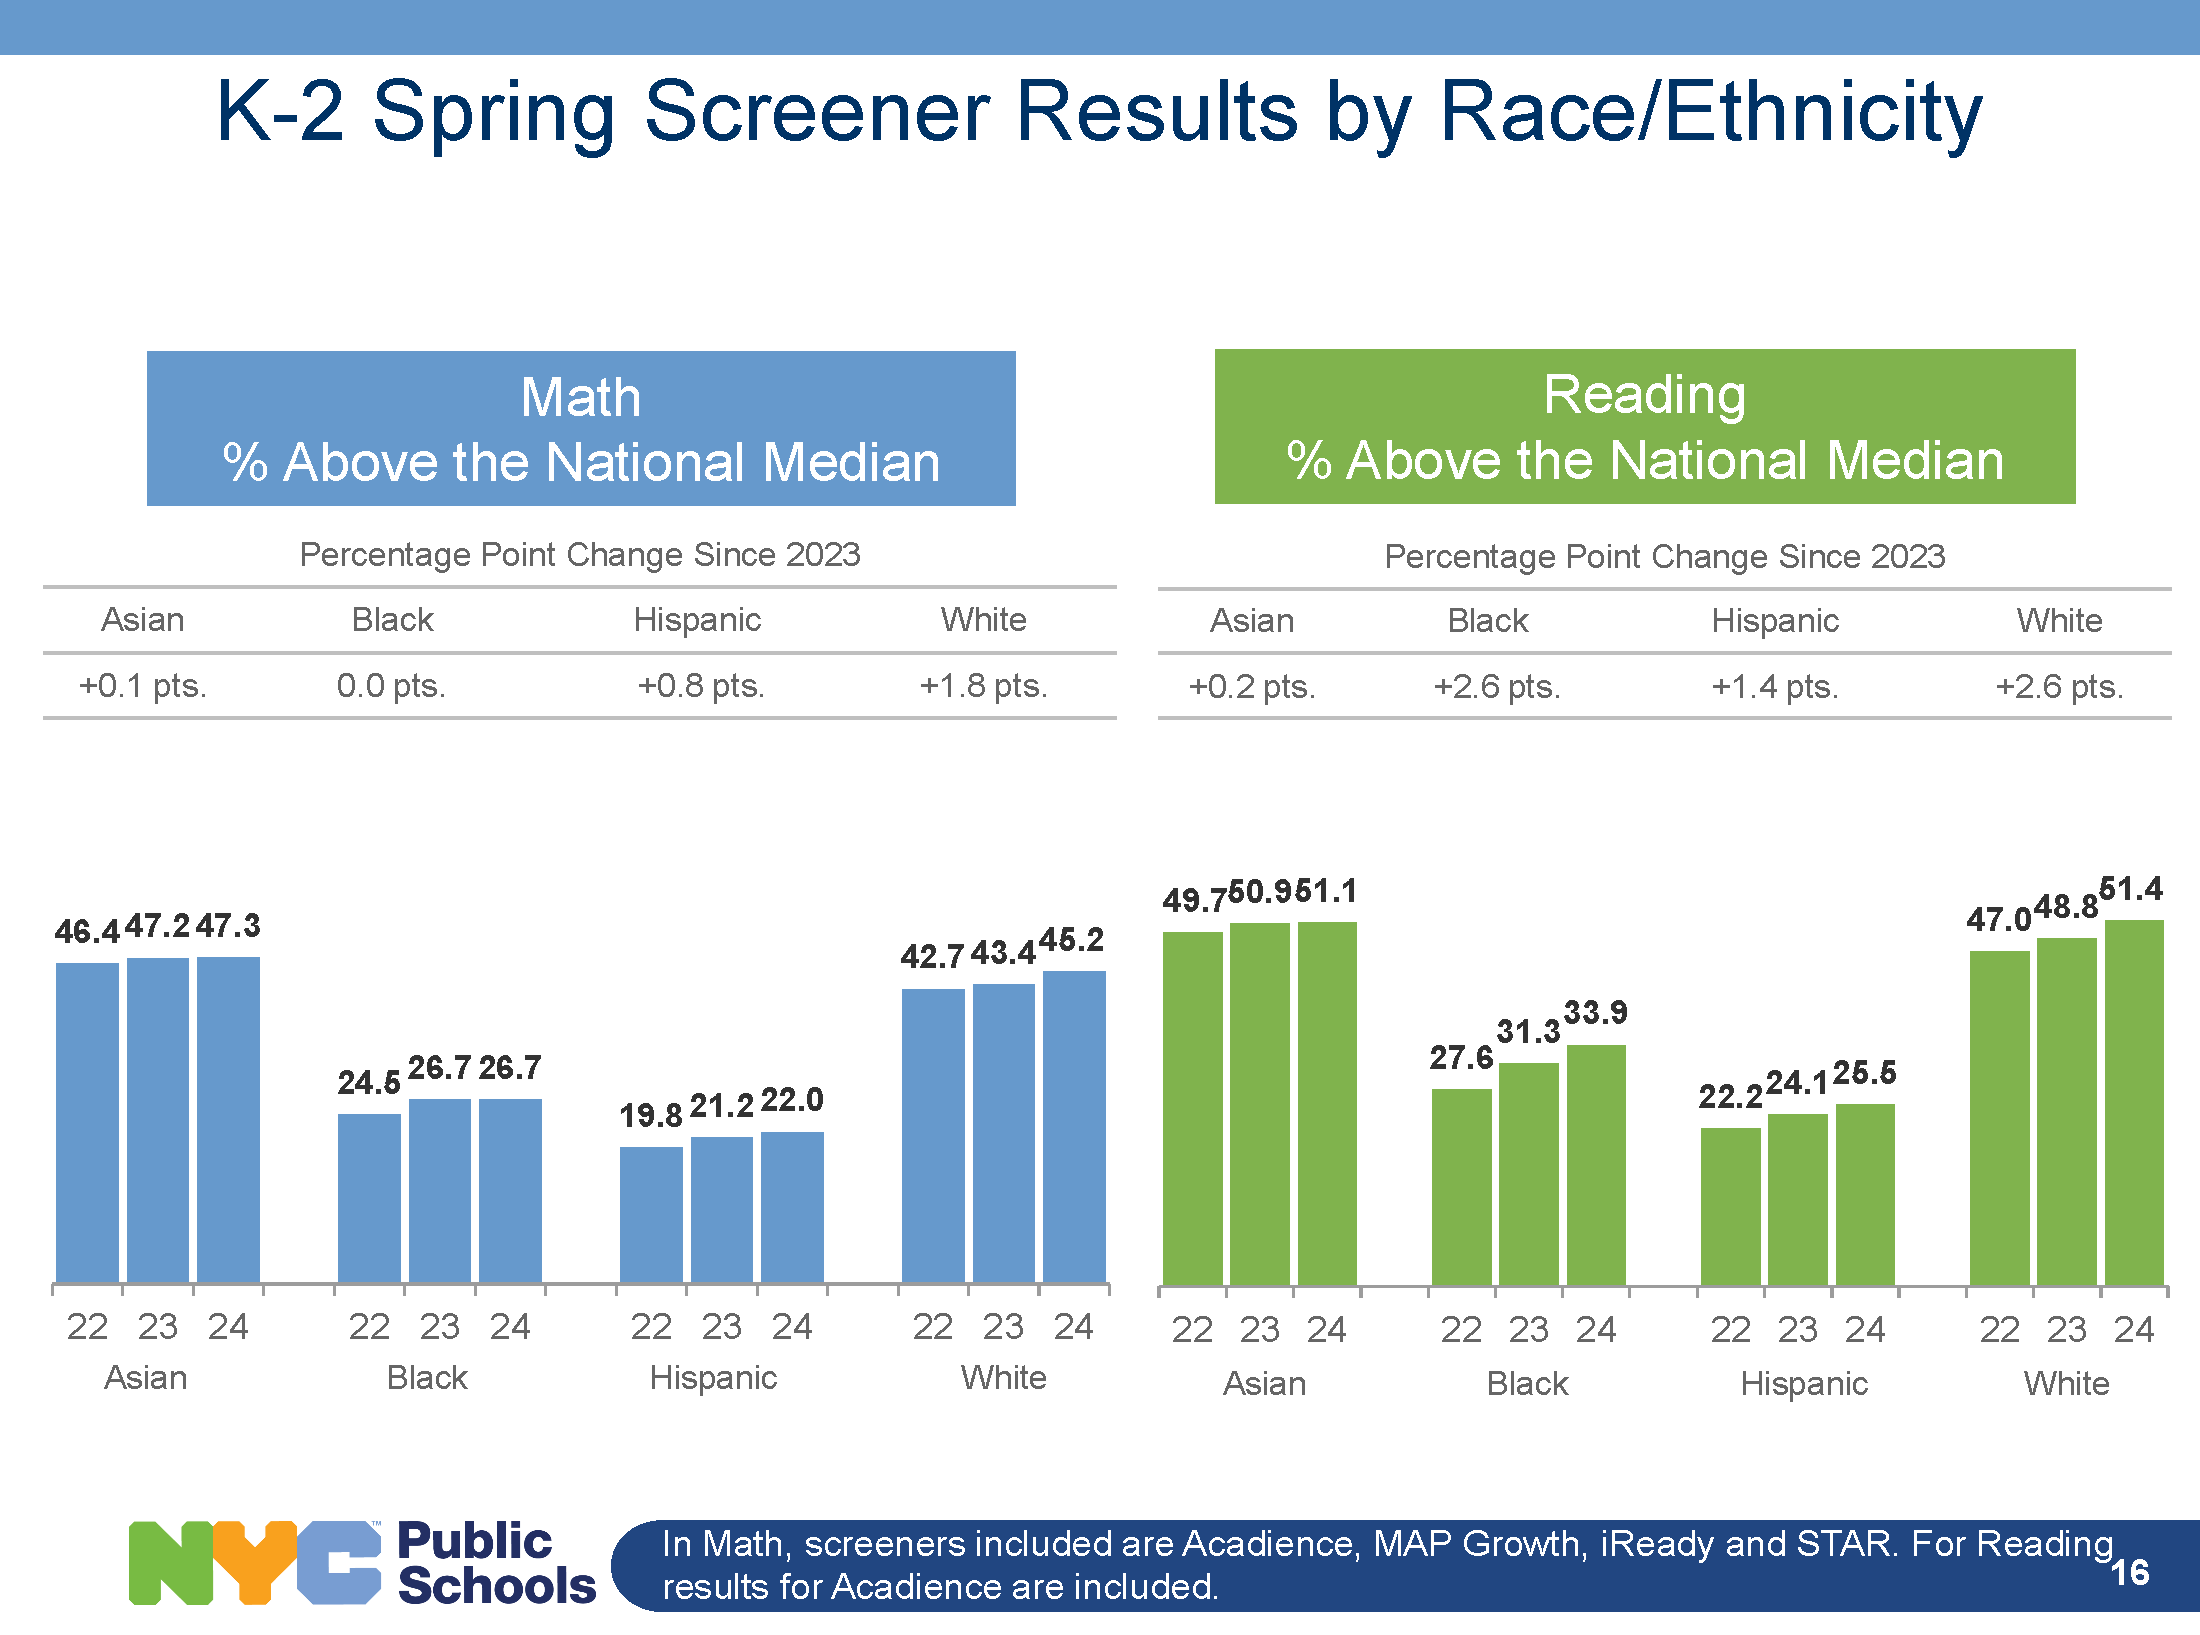 K-2 Spring Screener Results by Race/Ethnicity
Math
% Above the National Median
Percentage Point Change Since 2023
Asian Black Hispanic White
+0.1 pts. 0.0 pts. +0.8 pts. +1.8 pts.
46.4 47.2 47.3 24.5 26.7 26.7 19.8 21.2 22.0 42.7 43.4 45.2
22 23 24 22 23 24 22 23 24 22 23 24
Asian Black Hispanic White
Reading
% Above the National Median
Percentage Point Change Since 2023
Asian Black Hispanic White
+0.2 pts. +2.6 pts. +1.4 pts. +2.6 pts.
49.7 50.9 51.1 27.6 31.3 33.9 22.2 24.1 25.5 47.0 48.8 51.4
22 23 24 22 23 24 22 23 24 22 23 24
Asian Black Hispanic White
NYC™ Public
Schools
In Math, screeners included are Acadience, MAP Growth, iReady and STAR. For Reading
results for Acadience are included.
16